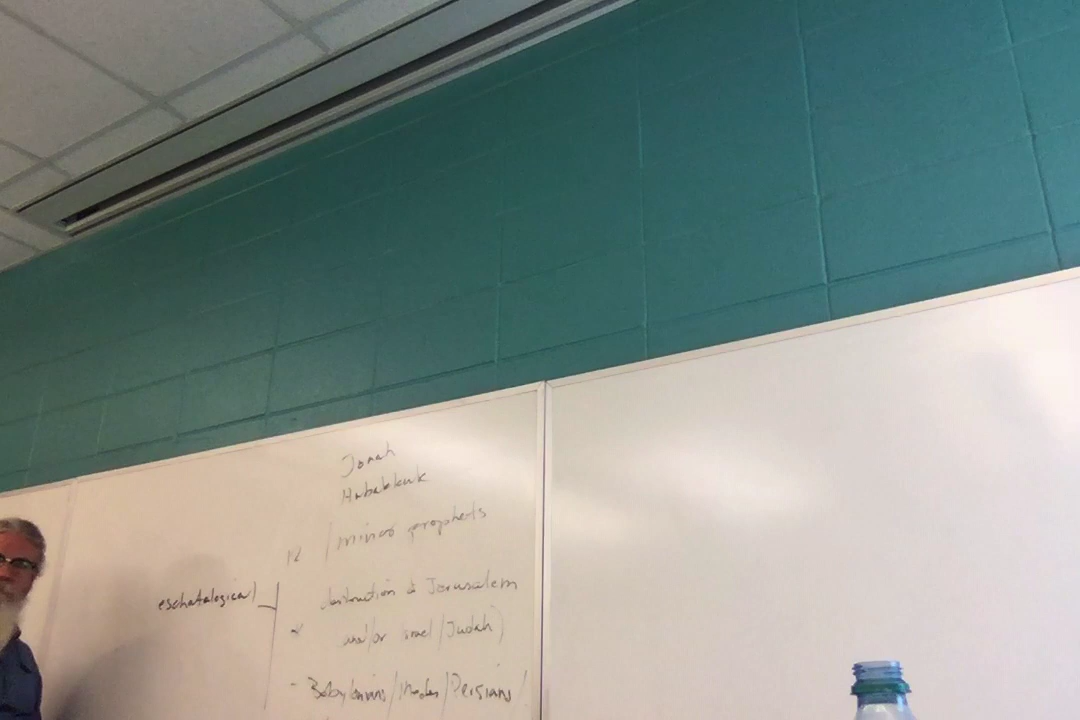 Jonah
Habakkuk
12 / minor prophets
eschatological
destruction of Jerusalem
and/or Israel/Judah)
- Babylonians/Medes/Persians/